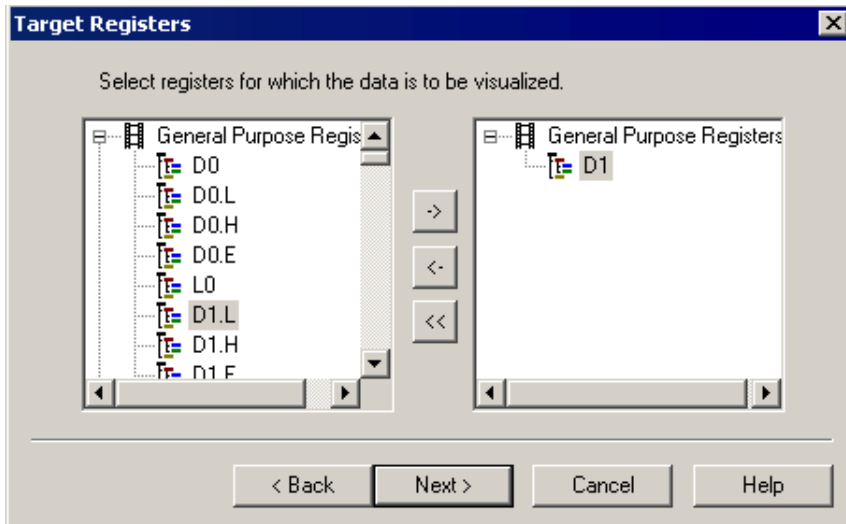 Target Registers
Select registers for which the data is to be visualized.
General Purpose Regis
D0
D0.L
D0.H
D0.E
L0
D1.L
D1.H
D1.E
->
<-
<<
General Purpose Registers
D1
< Back
Next >
Cancel
Help